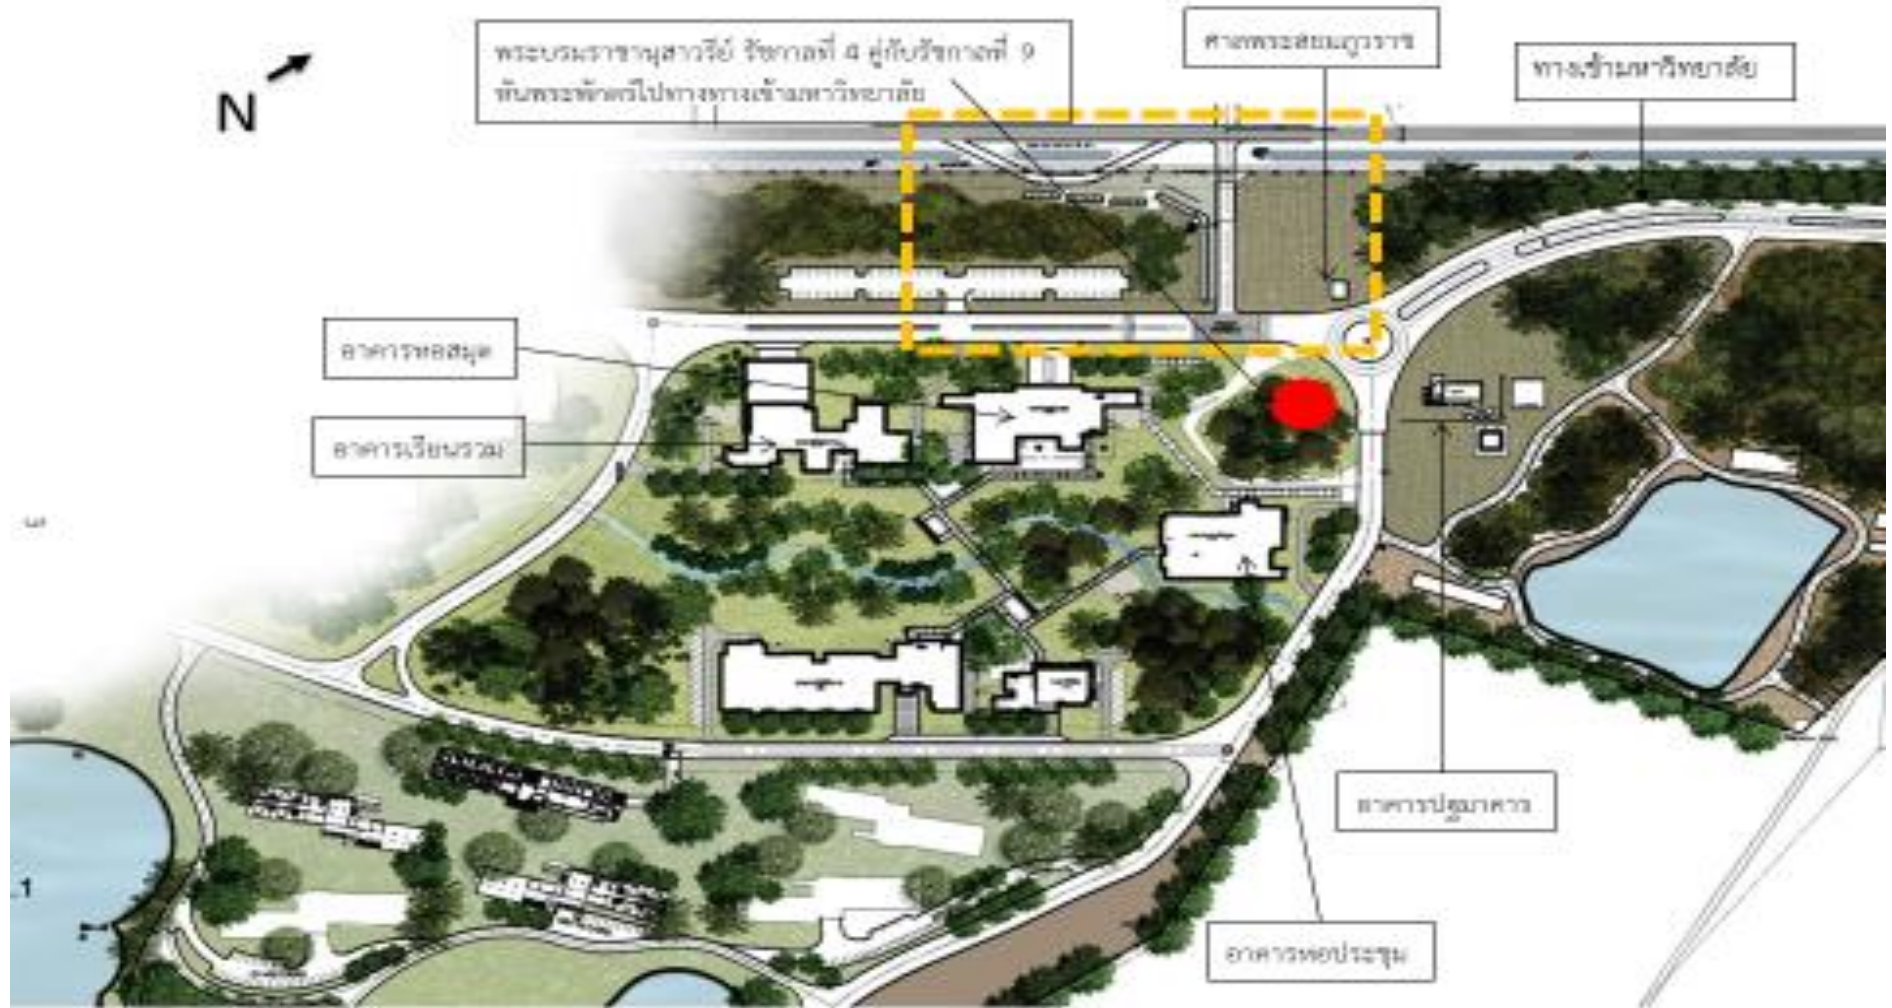 N
พระบรมราชานุสาวรีย์ รัชกาลที่ 4 คู่กับรัชกาลที่ 9
หันพระพักตร์ไปทางทางเข้ามหาวิทยาลัย
ศาลพระสยมภูวราช
ทางเข้ามหาวิทยาลัย
อาคารหอสมุด
อาคารเรียนรวม
อาคารปฐมาคาร
อาคารหอประชุม
1